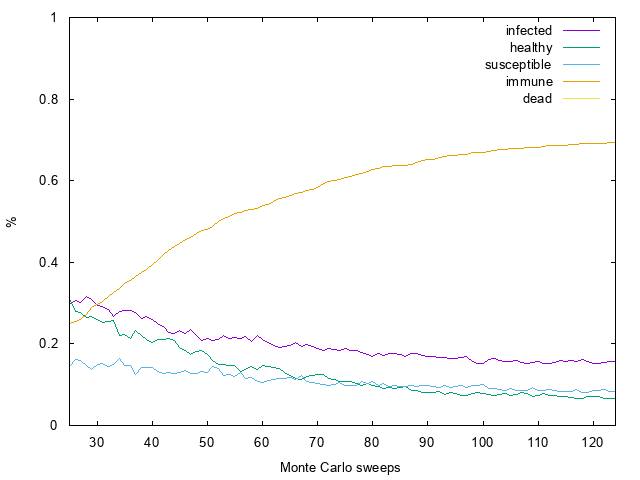 1
0.8
0.6
0.4
0.2
0
%
infected
healthy
susceptible
immune
dead
30 40 50 60 70 80 90 100 110 120
Monte Carlo sweeps